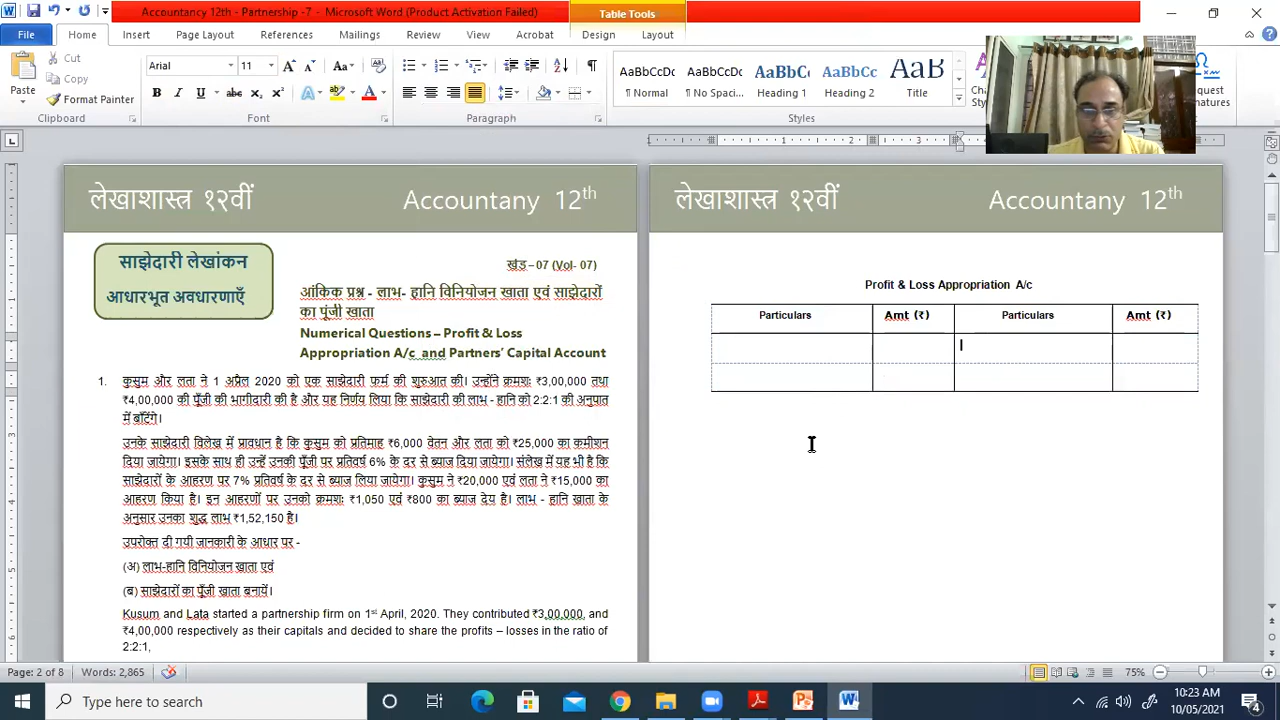 Accountancy 12th - Partnership -7 - Microsoft Word (Product Activation Failed)
Table Tools
File Home Insert Page Layout References Mailings Review View Acrobat Design Layout
Paste
Cut
Copy
Format Painter
Clipboard
Arial 11
Font
Paragraph
AaBbCcDc AaBbCcDc AaBbC AaBbCc AaB
¶ Normal ¶ No Spaci... Heading 1 Heading 2 Title
Styles
लेखाशास्त्र १२वीं Accountancy 12th
साझेदारी लेखांकन
आधारभूत अवधारणाएँ
खंड – 07 (Vol- 07)
आंकिक प्रश्न - लाभ- हानि विनियोजन खाता एवं साझेदारों
का पूंजी खाता
Numerical Questions – Profit & Loss
Appropriation A/c and Partners' Capital Account
1. कुसुम और लता ने 1 अप्रैल 2020 को एक साझेदारी फर्म की शुरुआत की। उन्होंने क्रमशः ₹3,00,000 तथा
₹4,00,000 की पूँजी की भागीदारी की है और यह निर्णय लिया कि साझेदारी की लाभ - हानि को 2:2:1 की अनुपात
में बाँटेंगे।
उनके साझेदारी विलेख में प्रावधान है कि कुसुम को प्रतिमाह ₹6,000 वेतन और लता को ₹25,000 का कमीशन
दिया जायेगा। इसके साथ ही उन्हें उनकी पूँजी पर प्रतिवर्ष 6% के दर से ब्याज दिया जायेगा। संलेख में यह भी है कि
साझेदारों के आहरण पर 7% प्रतिवर्ष के दर से ब्याज लिया जायेगा। कुसुम ने ₹20,000 एवं लता ने ₹15,000 का
आहरण किया है। इन आहरणों पर उनको क्रमशः ₹1,050 एवं ₹800 का ब्याज देय है। लाभ - हानि खाता के
अनुसार उनका शुद्ध लाभ ₹1,52,150 है।
उपरोक्त दी गयी जानकारी के आधार पर -
(अ) लाभ-हानि विनियोजन खाता एवं
(ब) साझेदारों का पूँजी खाता बनायें।
Kusum and Lata started a partnership firm on 1st April, 2020. They contributed ₹3,00,000, and
₹4,00,000 respectively as their capitals and decided to share the profits – losses in the ratio of
2:2:1,
लेखाशास्त्र १२वीं Accountancy 12th
Profit & Loss Appropriation A/c
Particulars Amt (₹) Particulars Amt (₹)
Page: 2 of 8 Words: 2,865 75%
Type here to search
10:23 AM
10/05/2021